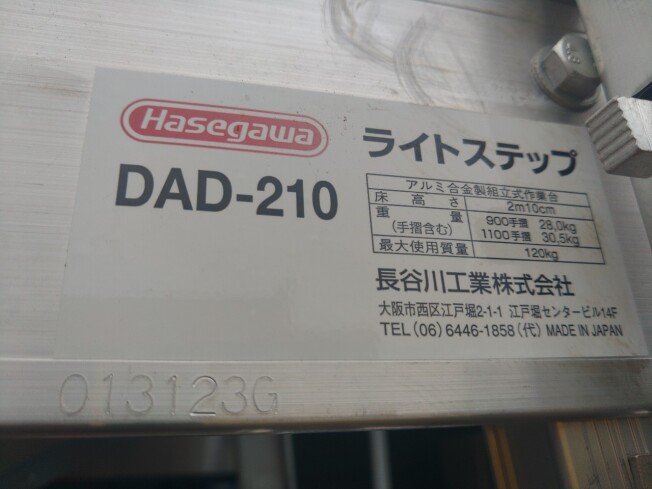 Hasegawa
ライトステップ
DAD-210
アルミ合金製組立式作業台
床高さ 2m10cm
重量 900手摺 28.0kg
(手摺含む) 1100手摺 30.5kg
最大使用質量 120kg
長谷川工業株式会社
大阪市西区江戸堀2-1-1 江戸堀センタービル14F
TEL (06) 6446-1858 (代) MADE IN JAPAN
013123G